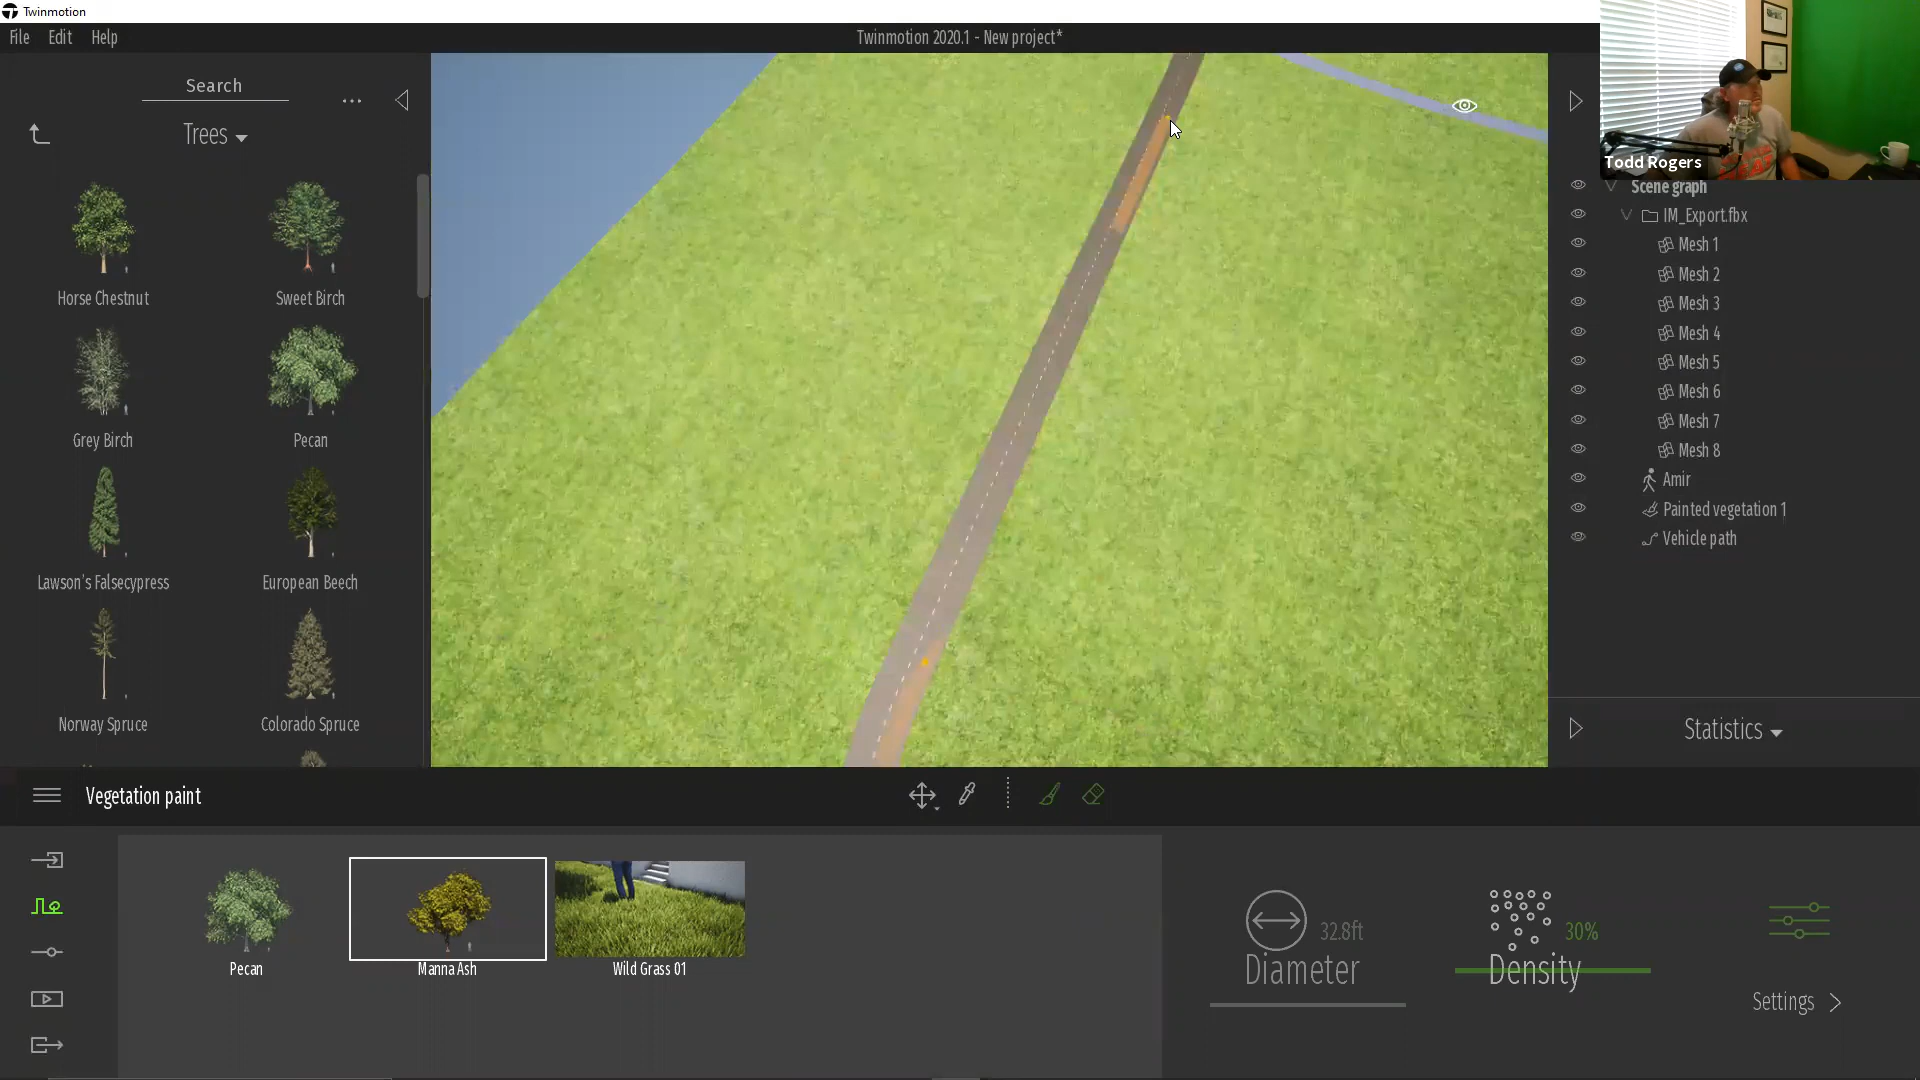 Twinmotion
File Edit Help
Twinmotion 2020.1 - New project*
Search
...
Trees
Horse Chestnut
Sweet Birch
Grey Birch
Pecan
Lawson's Falsecypress
European Beech
Norway Spruce
Colorado Spruce
Todd Rogers
Scene graph
IM_Export.fbx
Mesh 1
Mesh 2
Mesh 3
Mesh 4
Mesh 5
Mesh 6
Mesh 7
Mesh 8
Amir
Painted vegetation 1
Vehicle path
Statistics
Vegetation paint
Pecan
Manna Ash
Wild Grass 01
32.8ft
Diameter
30%
Density
Settings